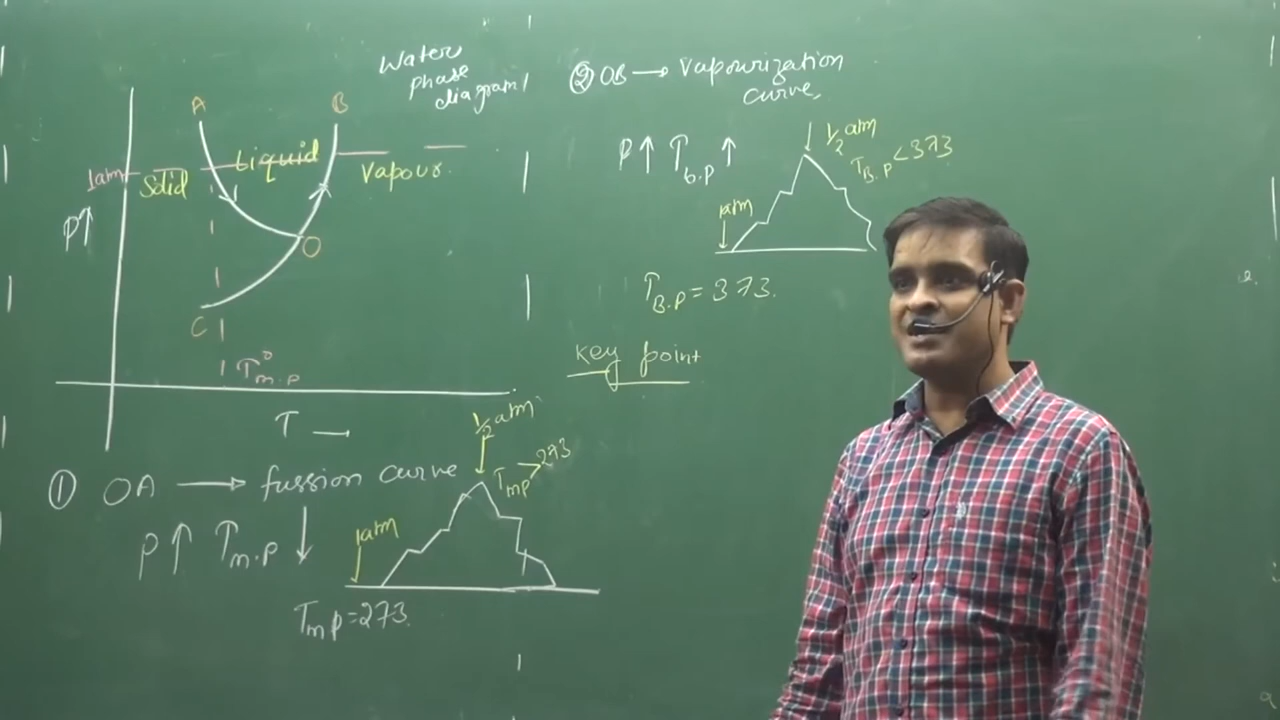 Water
phase
diagram
A
B
1atm
Solid
Liquid
Vapour.
P↑
O
C
T°m.p
T →
① OA → fussion curve
P↑ Tm.p ↓
1atm
1/2 atm
Tmp > 273
Tmp = 273.
② OB → Vapourization
curve,
P↑ Tb.p ↑
1/2 atm
TB.P < 373
1atm
TB.P = 373.
Key point